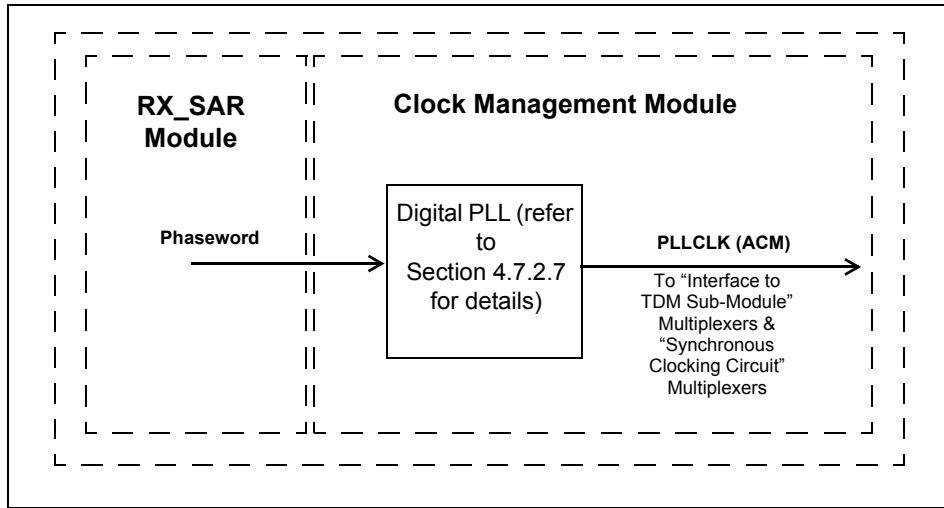 RX_SAR
Module
Clock Management Module
Phaseword
Digital PLL (refer
to
Section 4.7.2.7
for details)
PLLCLK (ACM)
To “Interface to
TDM Sub-Module”
Multiplexers &
“Synchronous
Clocking Circuit”
Multiplexers